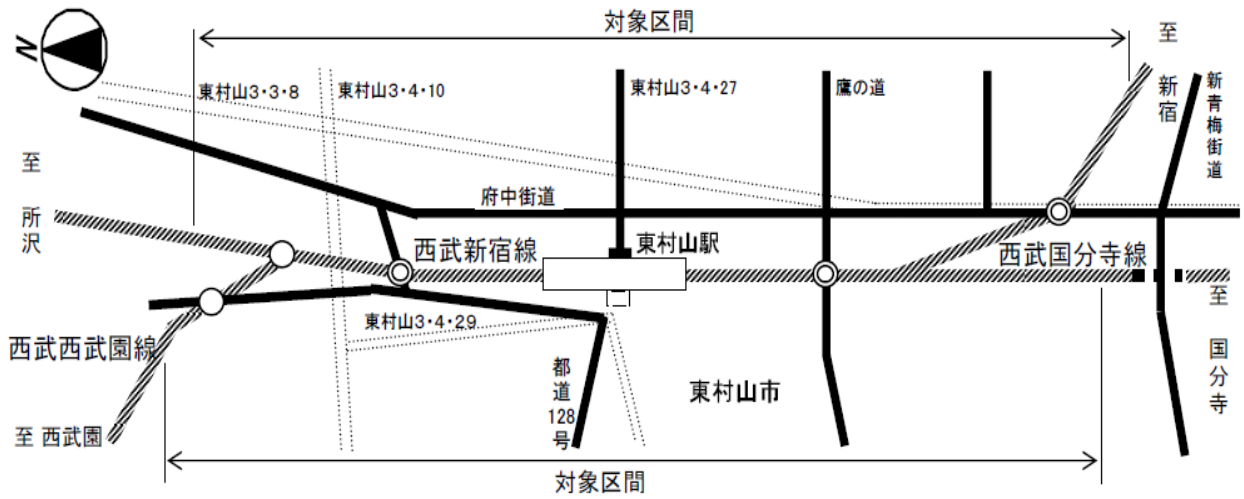 対象区間
N
東村山3・3・8
東村山3・4・10
東村山3・4・27
鷹の道
至 新宿
新青梅街道
至 所沢
府中街道
西武新宿線
東村山駅
西武国分寺線
東村山3・4・29
西武西武園線
至 西武園
都道128号
東村山市
至 国分寺
対象区間